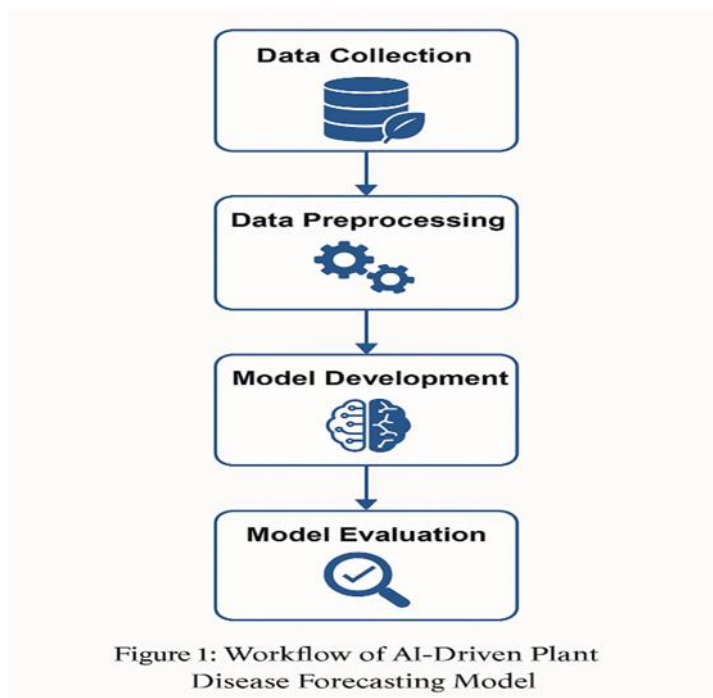 Data Collection
Data Preprocessing
Model Development
Model Evaluation
Figure 1: Workflow of AI-Driven Plant
Disease Forecasting Model